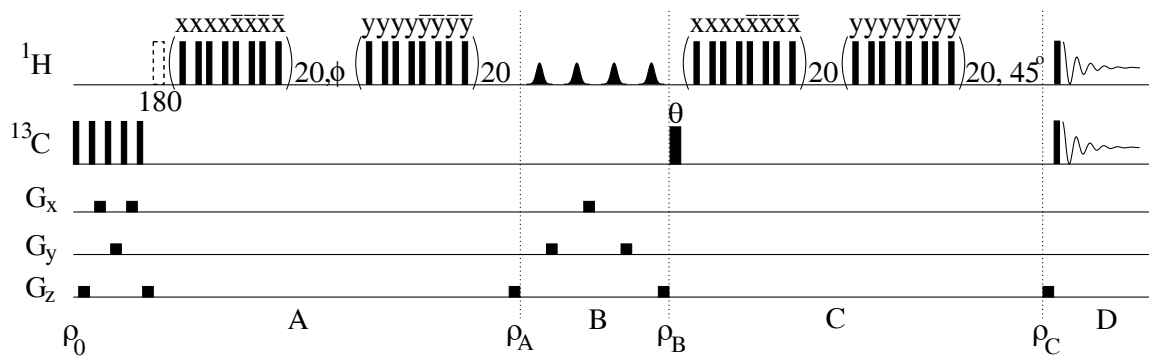 xxxxx̄x̄x̄x̄ yyyyȳȳȳȳ xxxxx̄x̄x̄x̄ yyyyȳȳȳȳ
¹H ( )20,ϕ ( )20 ( )20 ( )20, 45°
180 θ
¹³C
Gx
Gy
Gz
A B C D
ρ0 ρA ρB ρC